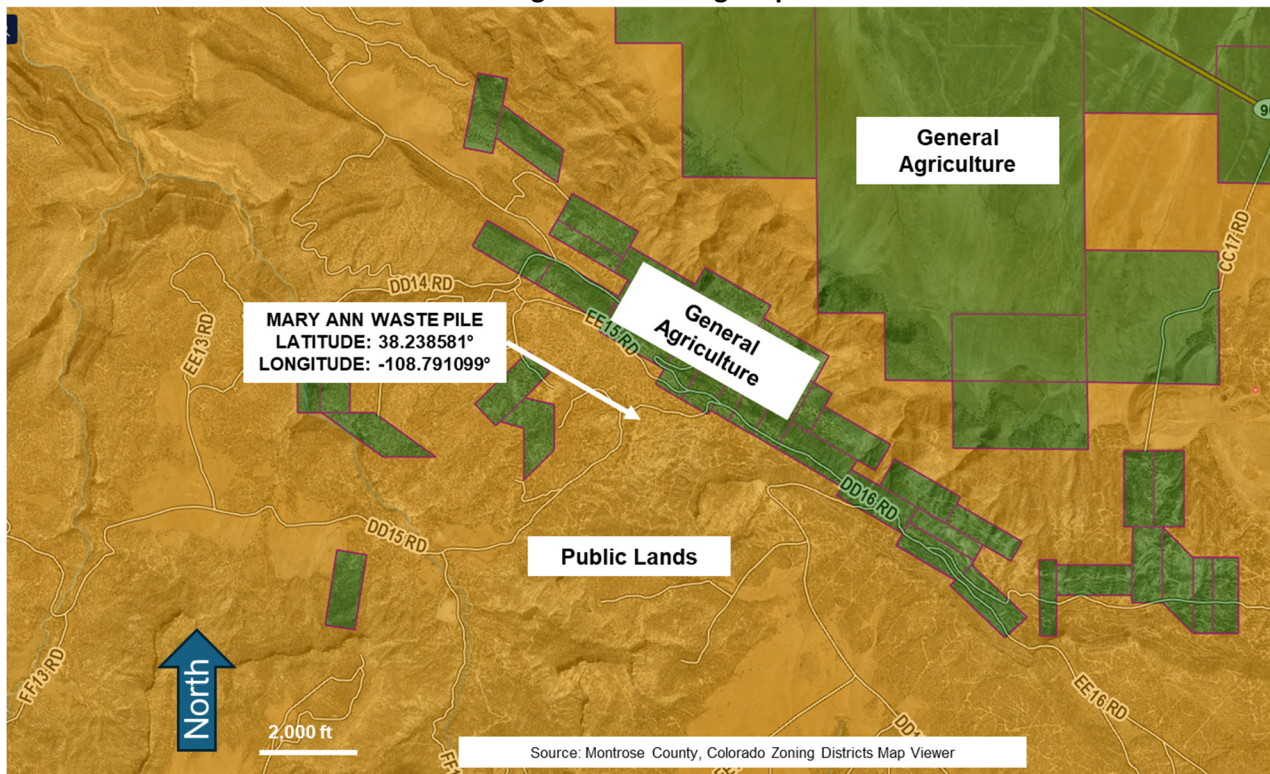 General
Agriculture
CC17 RD
DD14 RD
MARY ANN WASTE PILE
LATITUDE: 38.238581º
LONGITUDE: -108.791099º
EE13 RD
EE15 RD
General
Agriculture
DD16 RD
DD15 RD
Public Lands
FF13 RD
North
2,000 ft
EE16 RD
Source: Montrose County, Colorado Zoning Districts Map Viewer